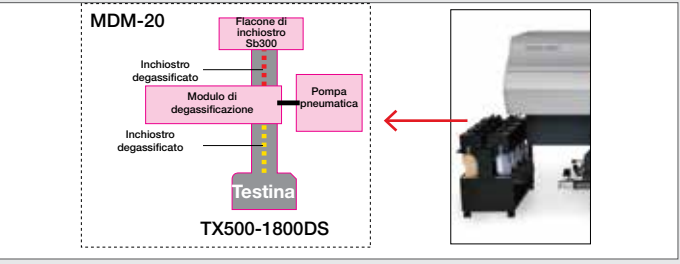 MDM-20
Flacone di
inchiostro
Sb300
Inchiostro
degassificato
Modulo di
degassificazione
Pompa
pneumatica
Inchiostro
degassificato
Testina
TX500-1800DS